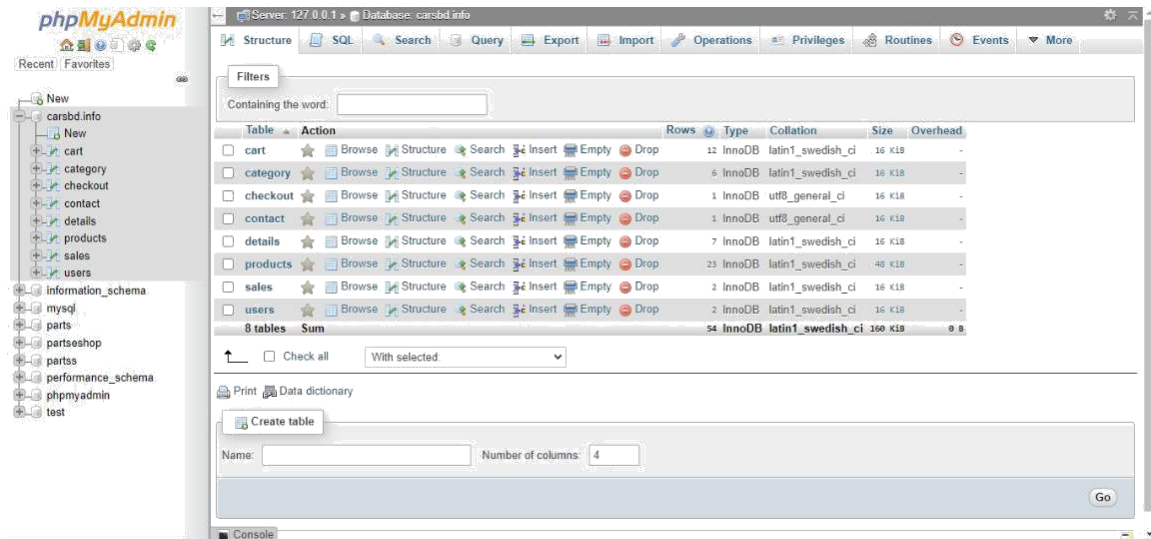 phpMyAdmin
Recent Favorites
New
carsbd.info
New
cart
category
checkout
contact
details
products
sales
users
information_schema
mysql
parts
partseshop
partss
performance_schema
phpmyadmin
test
Server: 127.0.0.1 » Database: carsbd.info
Structure SQL Search Query Export Import Operations Privileges Routines Events More
Filters
Containing the word:
Table Action Rows Type Collation Size Overhead
cart Browse Structure Search Insert Empty Drop 12 InnoDB latin1_swedish_ci 16 KiB -
category Browse Structure Search Insert Empty Drop 6 InnoDB latin1_swedish_ci 16 KiB -
checkout Browse Structure Search Insert Empty Drop 1 InnoDB utf8_general_ci 16 KiB -
contact Browse Structure Search Insert Empty Drop 1 InnoDB utf8_general_ci 16 KiB -
details Browse Structure Search Insert Empty Drop 7 InnoDB latin1_swedish_ci 16 KiB -
products Browse Structure Search Insert Empty Drop 23 InnoDB latin1_swedish_ci 48 KiB -
sales Browse Structure Search Insert Empty Drop 2 InnoDB latin1_swedish_ci 16 KiB -
users Browse Structure Search Insert Empty Drop 2 InnoDB latin1_swedish_ci 16 KiB -
8 tables Sum 54 InnoDB latin1_swedish_ci 160 KiB 0 B
Check all With selected:
Print Data dictionary
Create table
Name: Number of columns: 4
Go
Console